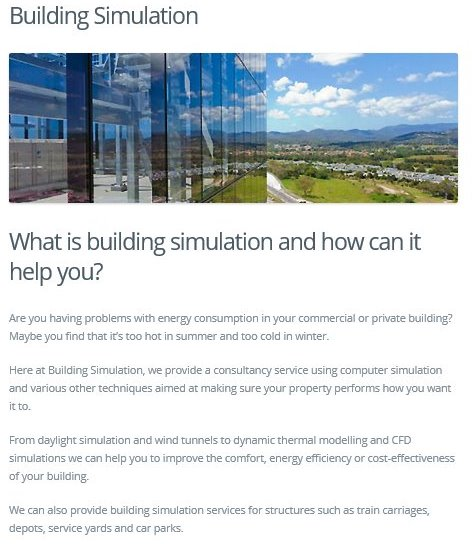 Building Simulation
What is building simulation and how can it
help you?
Are you having problems with energy consumption in your commercial or private building?
Maybe you find that it's too hot in summer and too cold in winter.
Here at Building Simulation, we provide a consultancy service using computer simulation
and various other techniques aimed at making sure your property performs how you want
it to.
From daylight simulation and wind tunnels to dynamic thermal modelling and CFD
simulations we can help you to improve the comfort, energy efficiency or cost-effectiveness
of your building.
We can also provide building simulation services for structures such as train carriages,
depots, service yards and car parks.